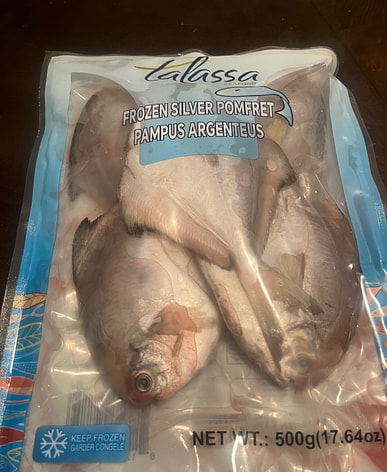 talassa
FROZEN SILVER POMFRET
PAMPUS ARGENTEUS
KEEP FROZEN
GARDER CONGELÉ
NET WT.: 500g(17.64oz)